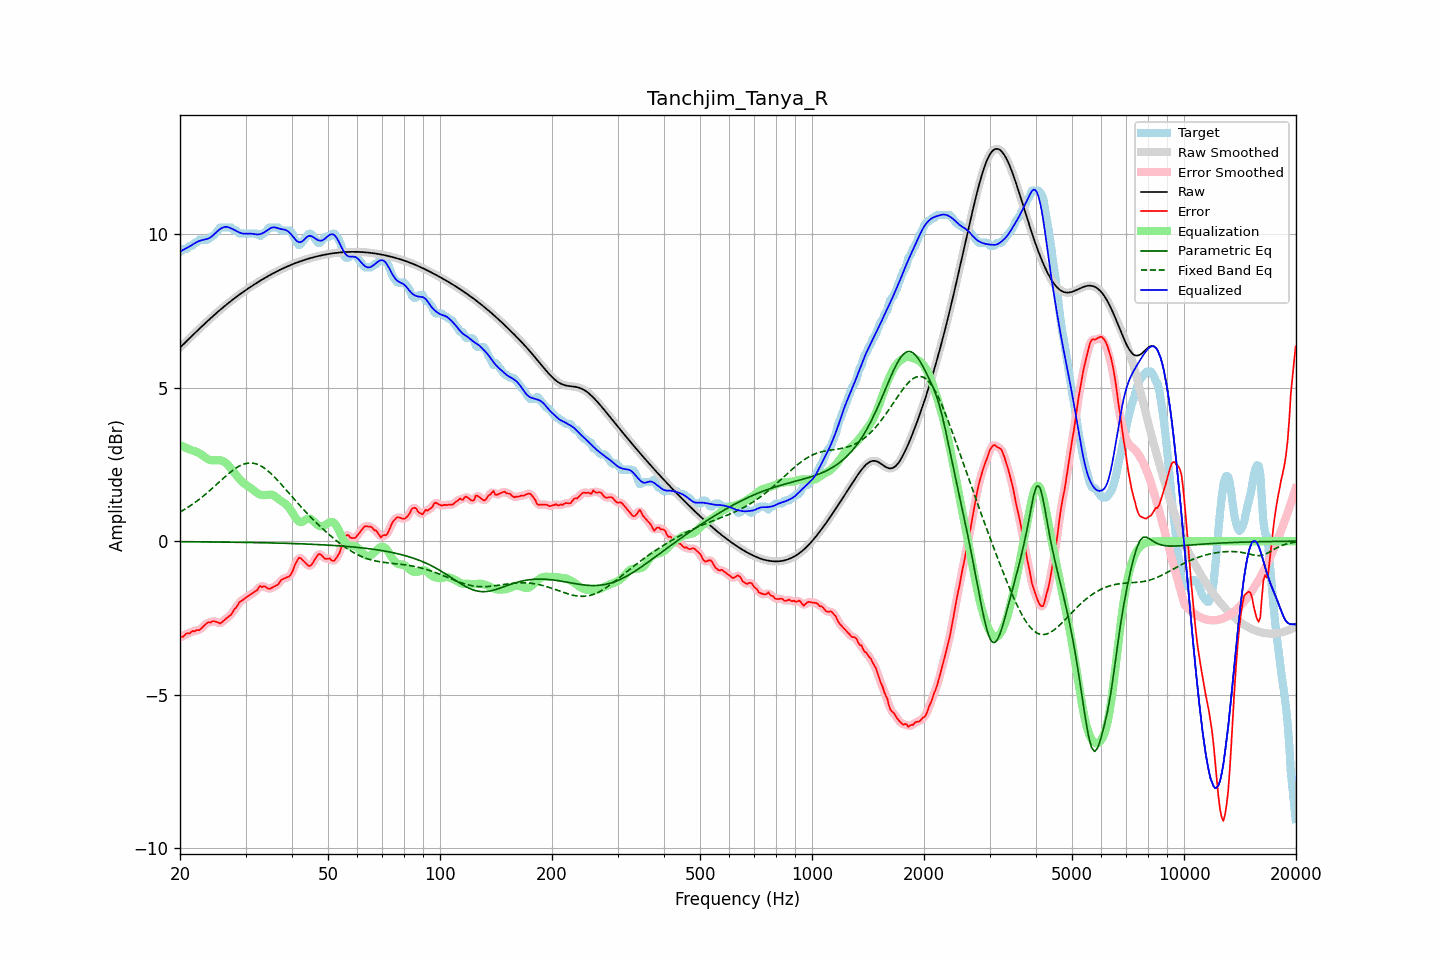 Tanchjim_Tanya_R
Target
Raw Smoothed
Error Smoothed
Raw
Error
Equalization
Parametric Eq
Fixed Band Eq
Equalized
Amplitude (dBr)
10
5
0
−5
−10
20 50 100 200 500 1000 2000 5000 10000 20000
Frequency (Hz)